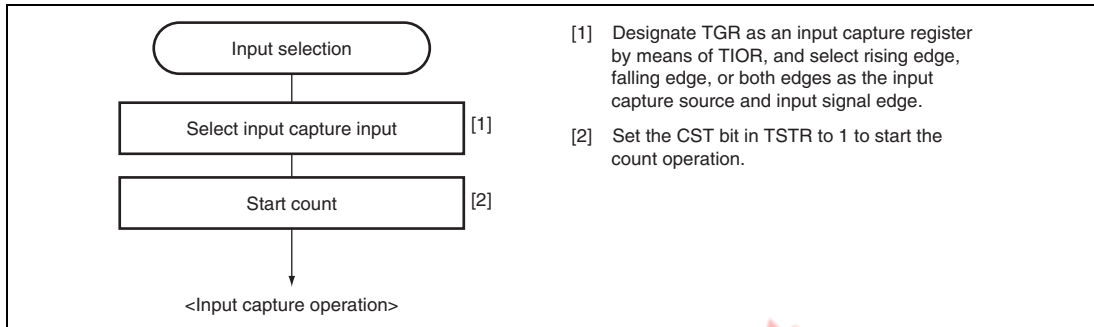 Input selection
Select input capture input
[1]
Start count
[2]
<Input capture operation>
[1] Designate TGR as an input capture register
by means of TIOR, and select rising edge,
falling edge, or both edges as the input
capture source and input signal edge.
[2] Set the CST bit in TSTR to 1 to start the
count operation.